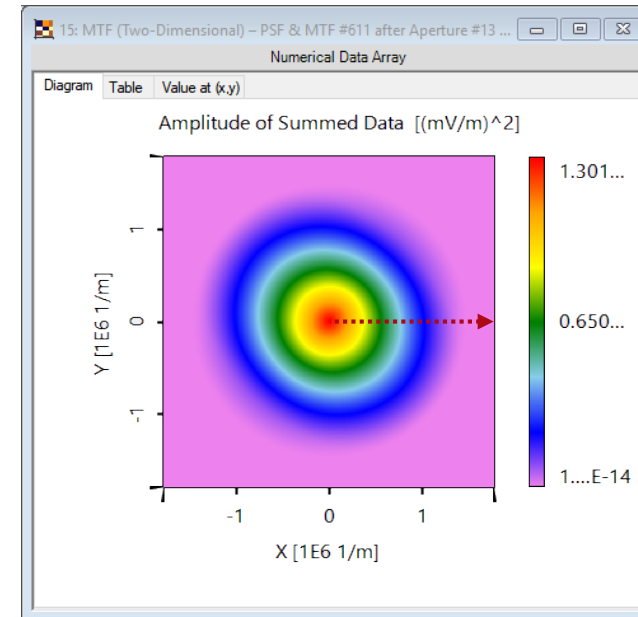 15: MTF (Two-Dimensional) – PSF & MTF #611 after Aperture #13 ...
Numerical Data Array
Diagram Table Value at (x,y)
Amplitude of Summed Data [(mV/m)^2]
1.301...
0.650...
1....E-14
Y [1E6 1/m]
1
0
-1
-1 0 1
X [1E6 1/m]